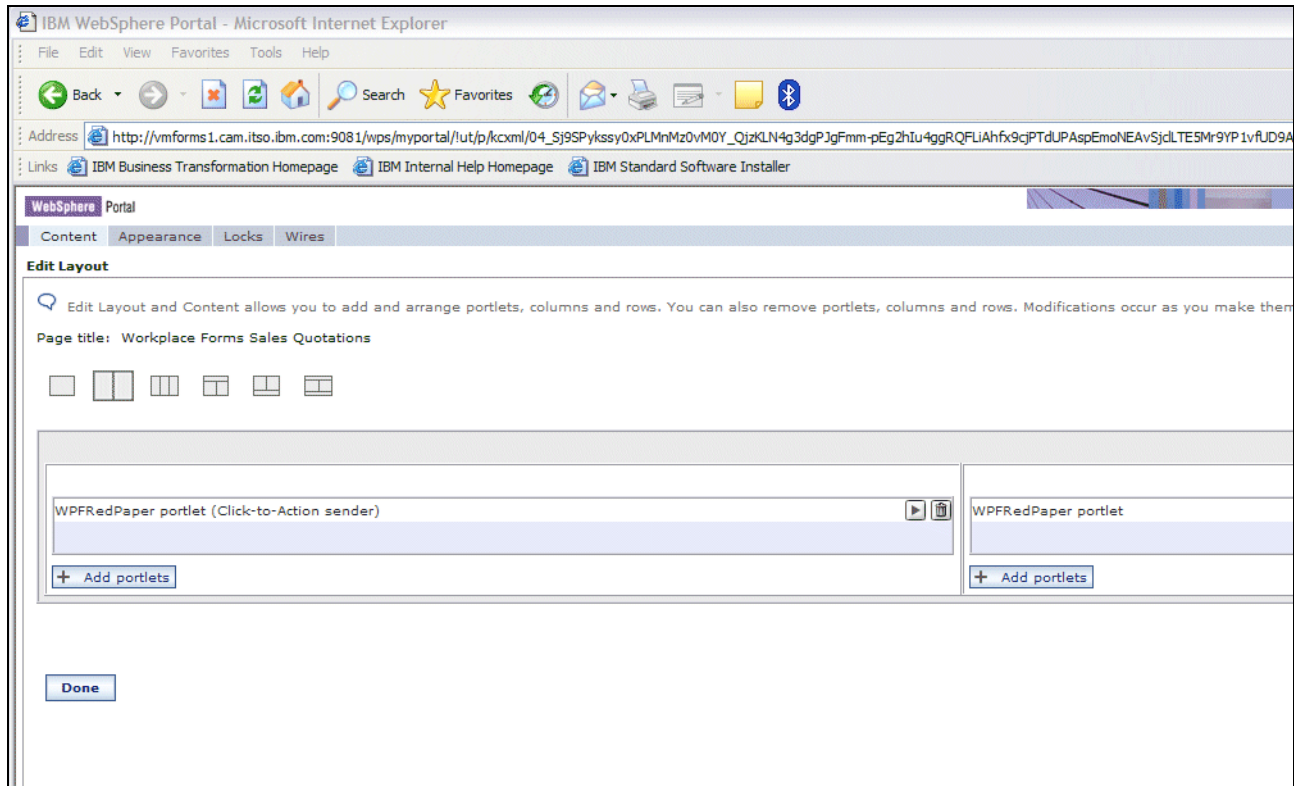 IBM WebSphere Portal - Microsoft Internet Explorer
File Edit View Favorites Tools Help
Back Search Favorites
Address http://vmforms1.cam.itso.ibm.com:9081/wps/myportal/!ut/p/kcxml/04_Sj9SPykssy0xPLMnMz0vM0Y_QjzKLN4g3dgPJgFmm-pEg2hIu4ggRQFLiAhfx9cjPTdUPAspEmoNEAvSjclLTE5Mr9YP1vfUD9A
Links IBM Business Transformation Homepage IBM Internal Help Homepage IBM Standard Software Installer
WebSphere Portal
Content Appearance Locks Wires
Edit Layout
Edit Layout and Content allows you to add and arrange portlets, columns and rows. You can also remove portlets, columns and rows. Modifications occur as you make them
Page title: Workplace Forms Sales Quotations
WPFRedPaper portlet (Click-to-Action sender) WPFRedPaper portlet
+ Add portlets + Add portlets
Done